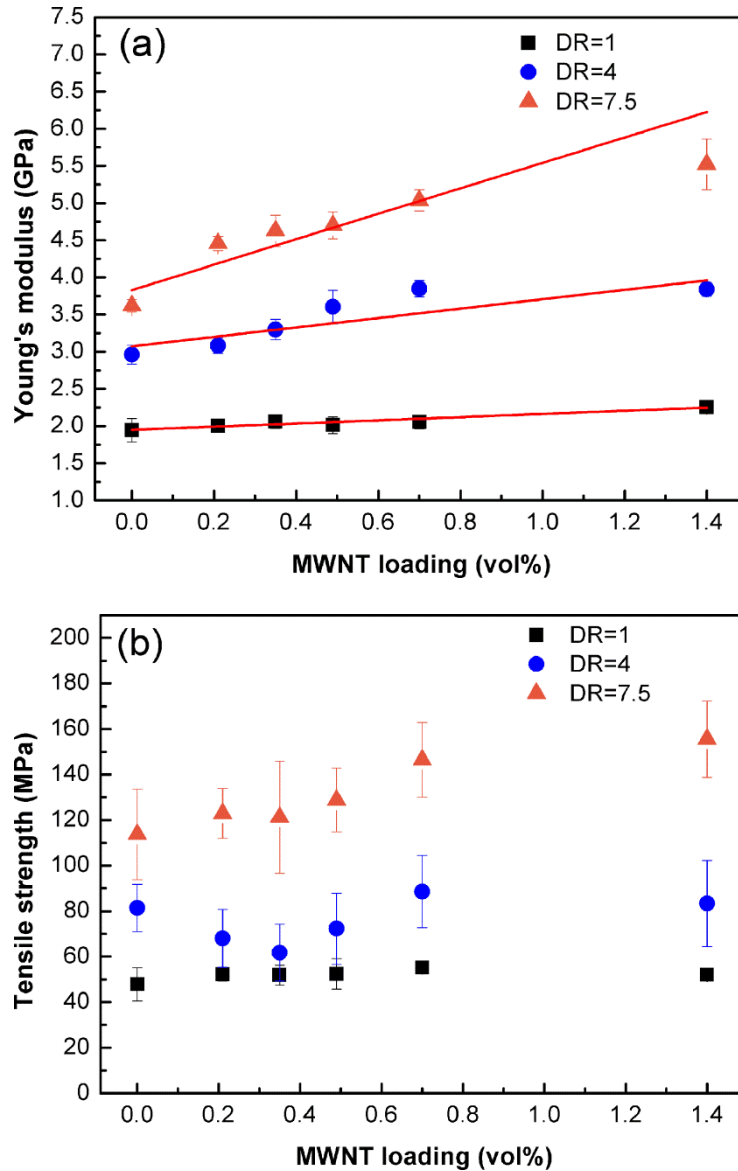 (a)
DR=1
DR=4
DR=7.5
Young's modulus (GPa)
7.5
7.0
6.5
6.0
5.5
5.0
4.5
4.0
3.5
3.0
2.5
2.0
1.5
1.0
0.0 0.2 0.4 0.6 0.8 1.0 1.2 1.4
MWNT loading (vol%)
(b)
DR=1
DR=4
DR=7.5
Tensile strength (MPa)
200
180
160
140
120
100
80
60
40
20
0
0.0 0.2 0.4 0.6 0.8 1.0 1.2 1.4
MWNT loading (vol%)